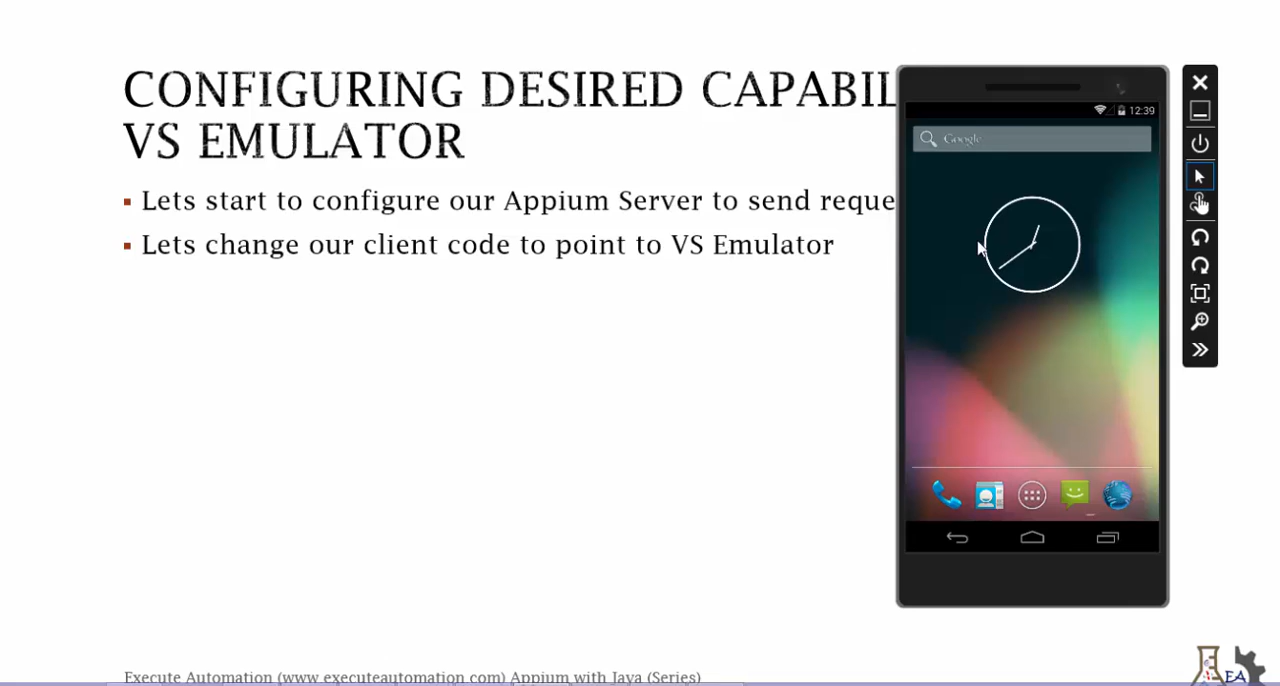 CONFIGURING DESIRED CAPABIL
VS EMULATOR
▪ Lets start to configure our Appium Server to send reque
▪ Lets change our client code to point to VS Emulator
12:39
Google
Execute Automation (www.executeautomation.com) Appium with Java (Series)
EA